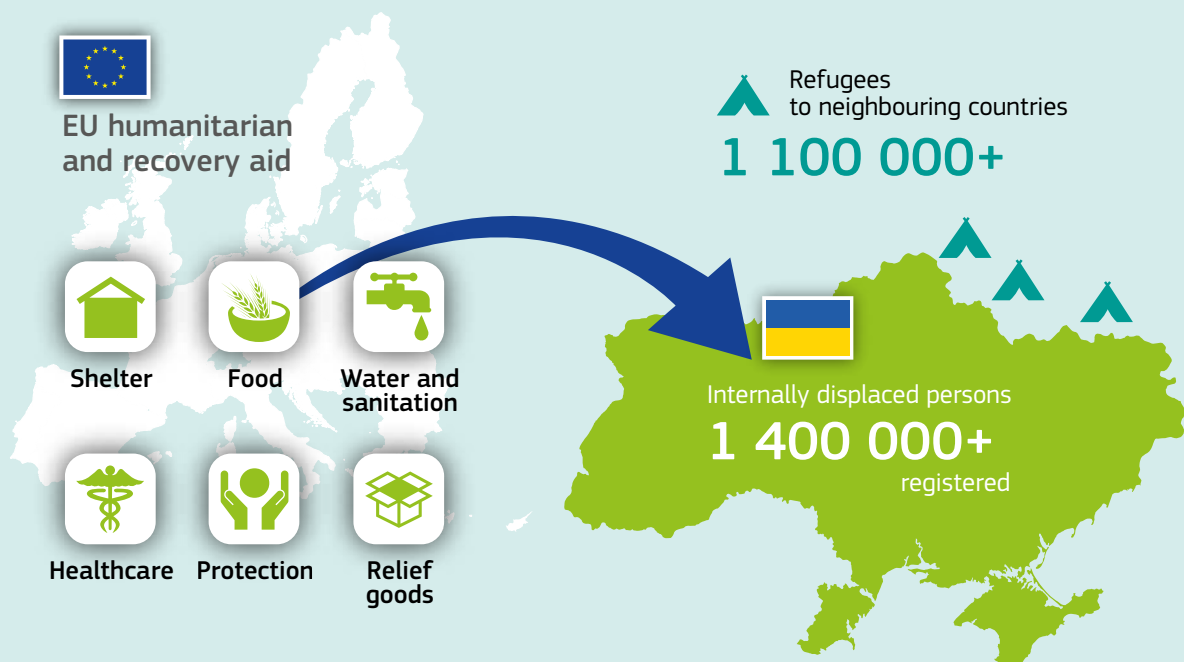 EU humanitarian
and recovery aid
Refugees
to neighbouring countries
1 100 000+
Shelter
Food
Water and
sanitation
Healthcare
Protection
Relief
goods
Internally displaced persons
1 400 000+
registered